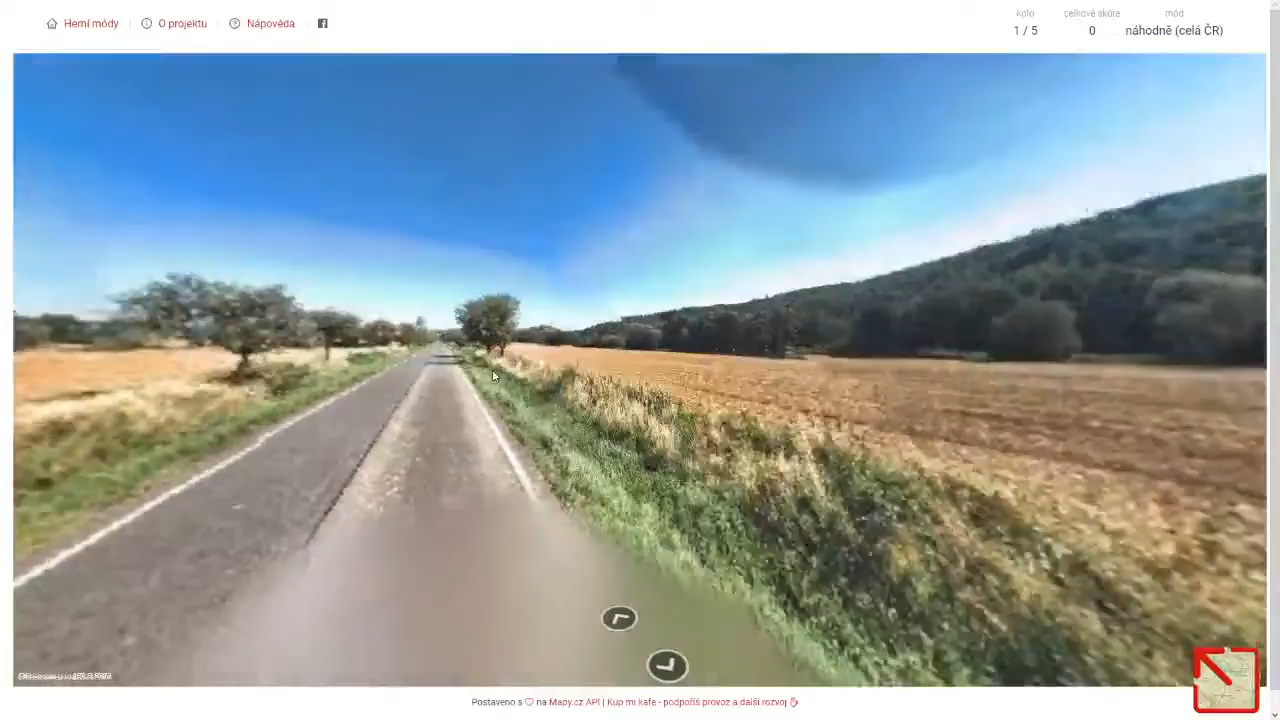 Herní módy
O projektu
Nápověda
kolo
1 / 5
celkové skóre
0
mód
náhodně (celá ČR)
Postaveno s ♡ na Mapy.cz API | Kup mi kafe - podpoříš provoz a další rozvoj